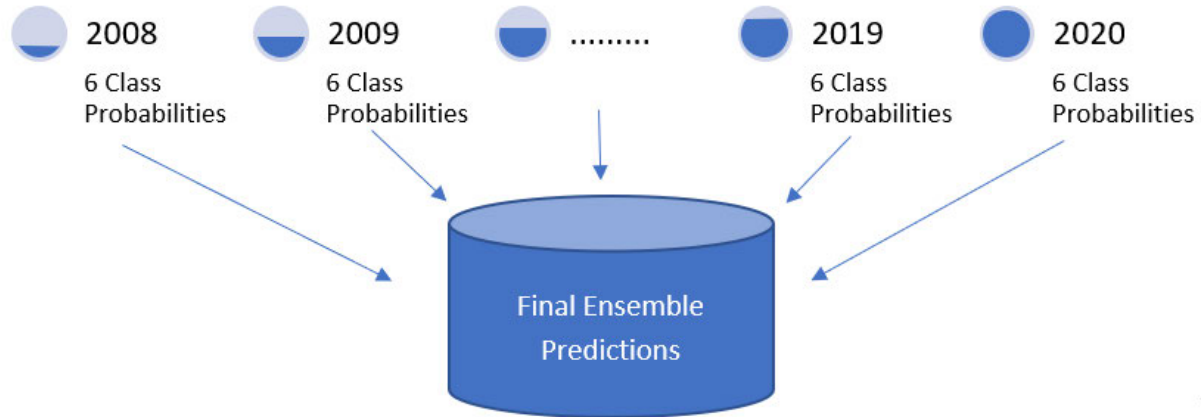 2008
2009
.........
2019
2020
6 Class
Probabilities
6 Class
Probabilities
6 Class
Probabilities
6 Class
Probabilities
Final Ensemble
Predictions